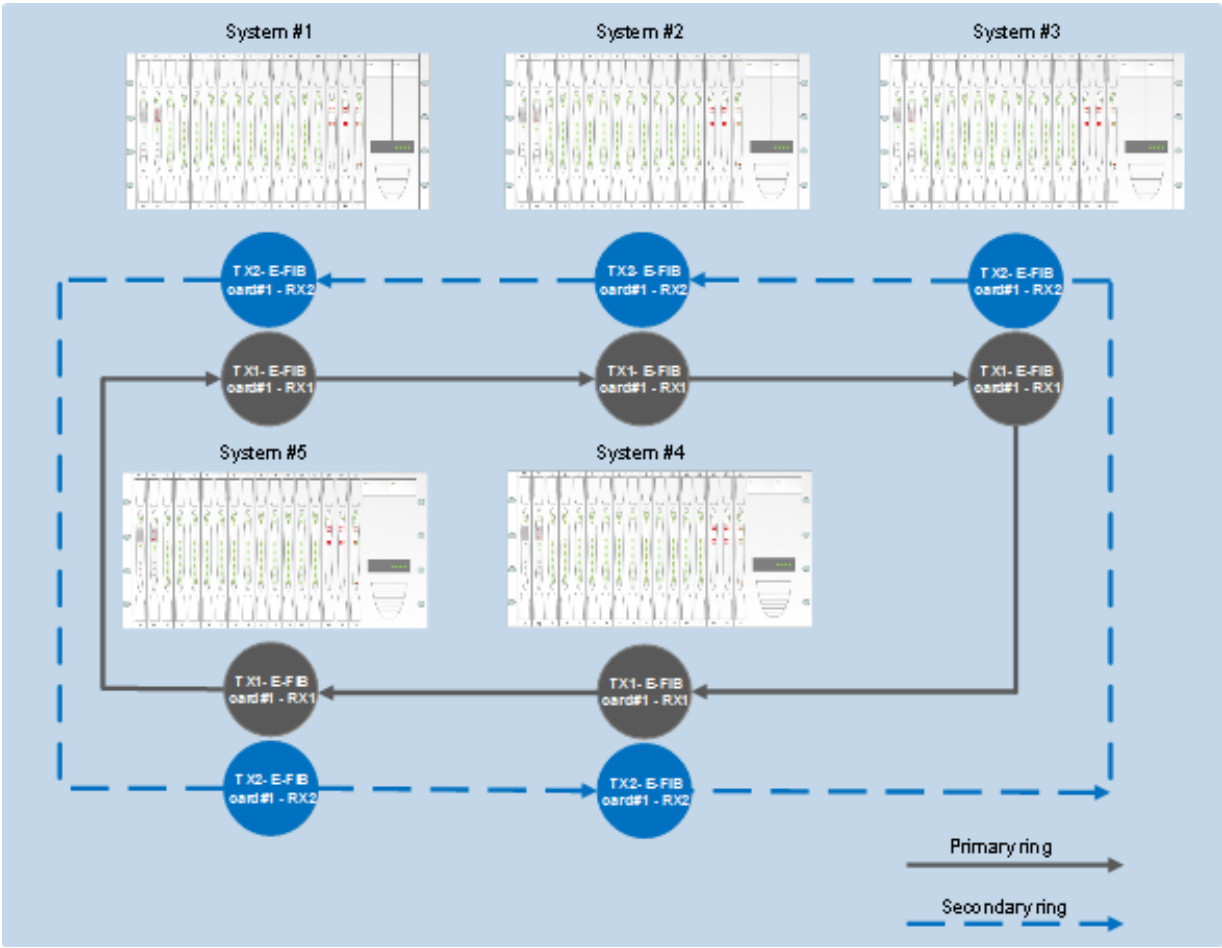 System #1
System #2
System #3
TX2- E-FIB
oard#1 - RX2
TX2- E-FIB
oard#1 - RX2
TX2- E-FIB
oard#1 - RX2
TX1- E-FIB
oard#1 - RX1
TX1- E-FIB
oard#1 - RX1
TX1- E-FIB
oard#1 - RX1
System #5
System #4
TX1- E-FIB
oard#1 - RX1
TX1- E-FIB
oard#1 - RX1
TX2- E-FIB
oard#1 - RX2
TX2- E-FIB
oard#1 - RX2
Primary ring
Secondary ring